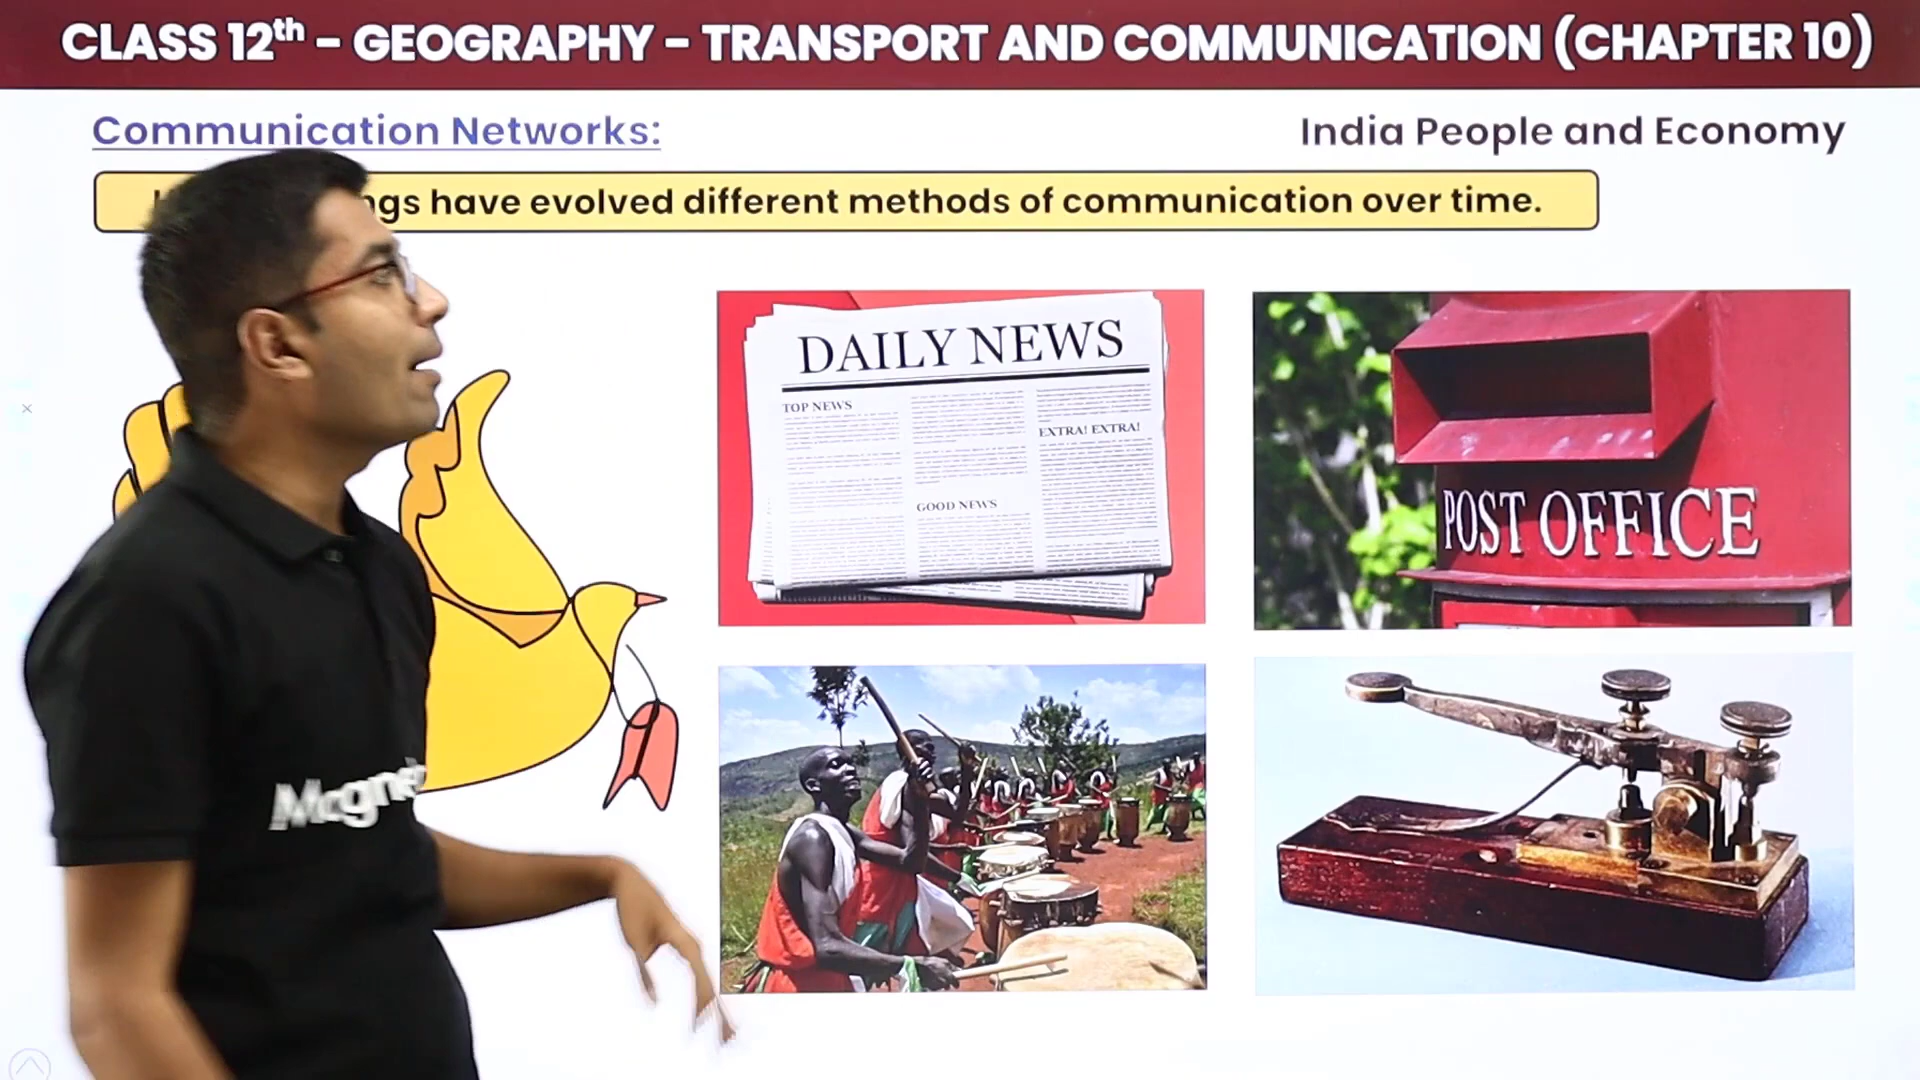 CLASS 12th - GEOGRAPHY - TRANSPORT AND COMMUNICATION (CHAPTER 10)
Communication Networks:
India People and Economy
have evolved different methods of communication over time.
DAILY NEWS
TOP NEWS
EXTRA! EXTRA!
GOOD NEWS
POST OFFICE